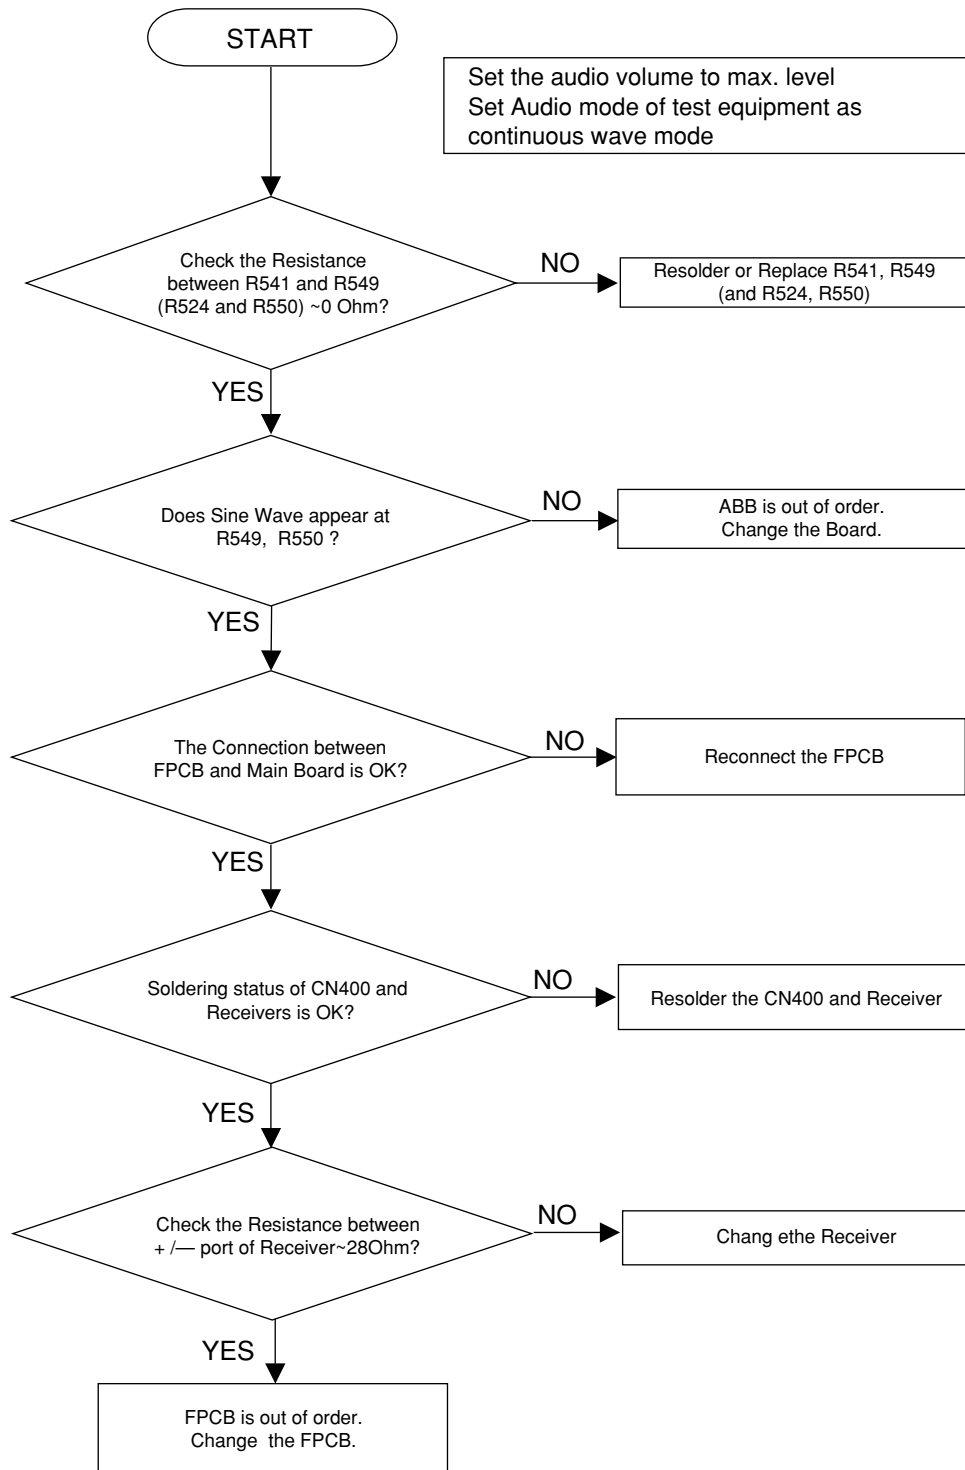 START
Set the audio volume to max. level
Set Audio mode of test equipment as
continuous wave mode
Check the Resistance
between R541 and R549
(R524 and R550) ~0 Ohm?
NO
Resolder or Replace R541, R549
(and R524, R550)
YES
Does Sine Wave appear at
R549, R550 ?
NO
ABB is out of order.
Change the Board.
YES
The Connection between
FPCB and Main Board is OK?
NO
Reconnect the FPCB
YES
Soldering status of CN400 and
Receivers is OK?
NO
Resolder the CN400 and Receiver
YES
Check the Resistance between
+ /— port of Receiver~28Ohm?
NO
Chang ethe Receiver
YES
FPCB is out of order.
Change the FPCB.